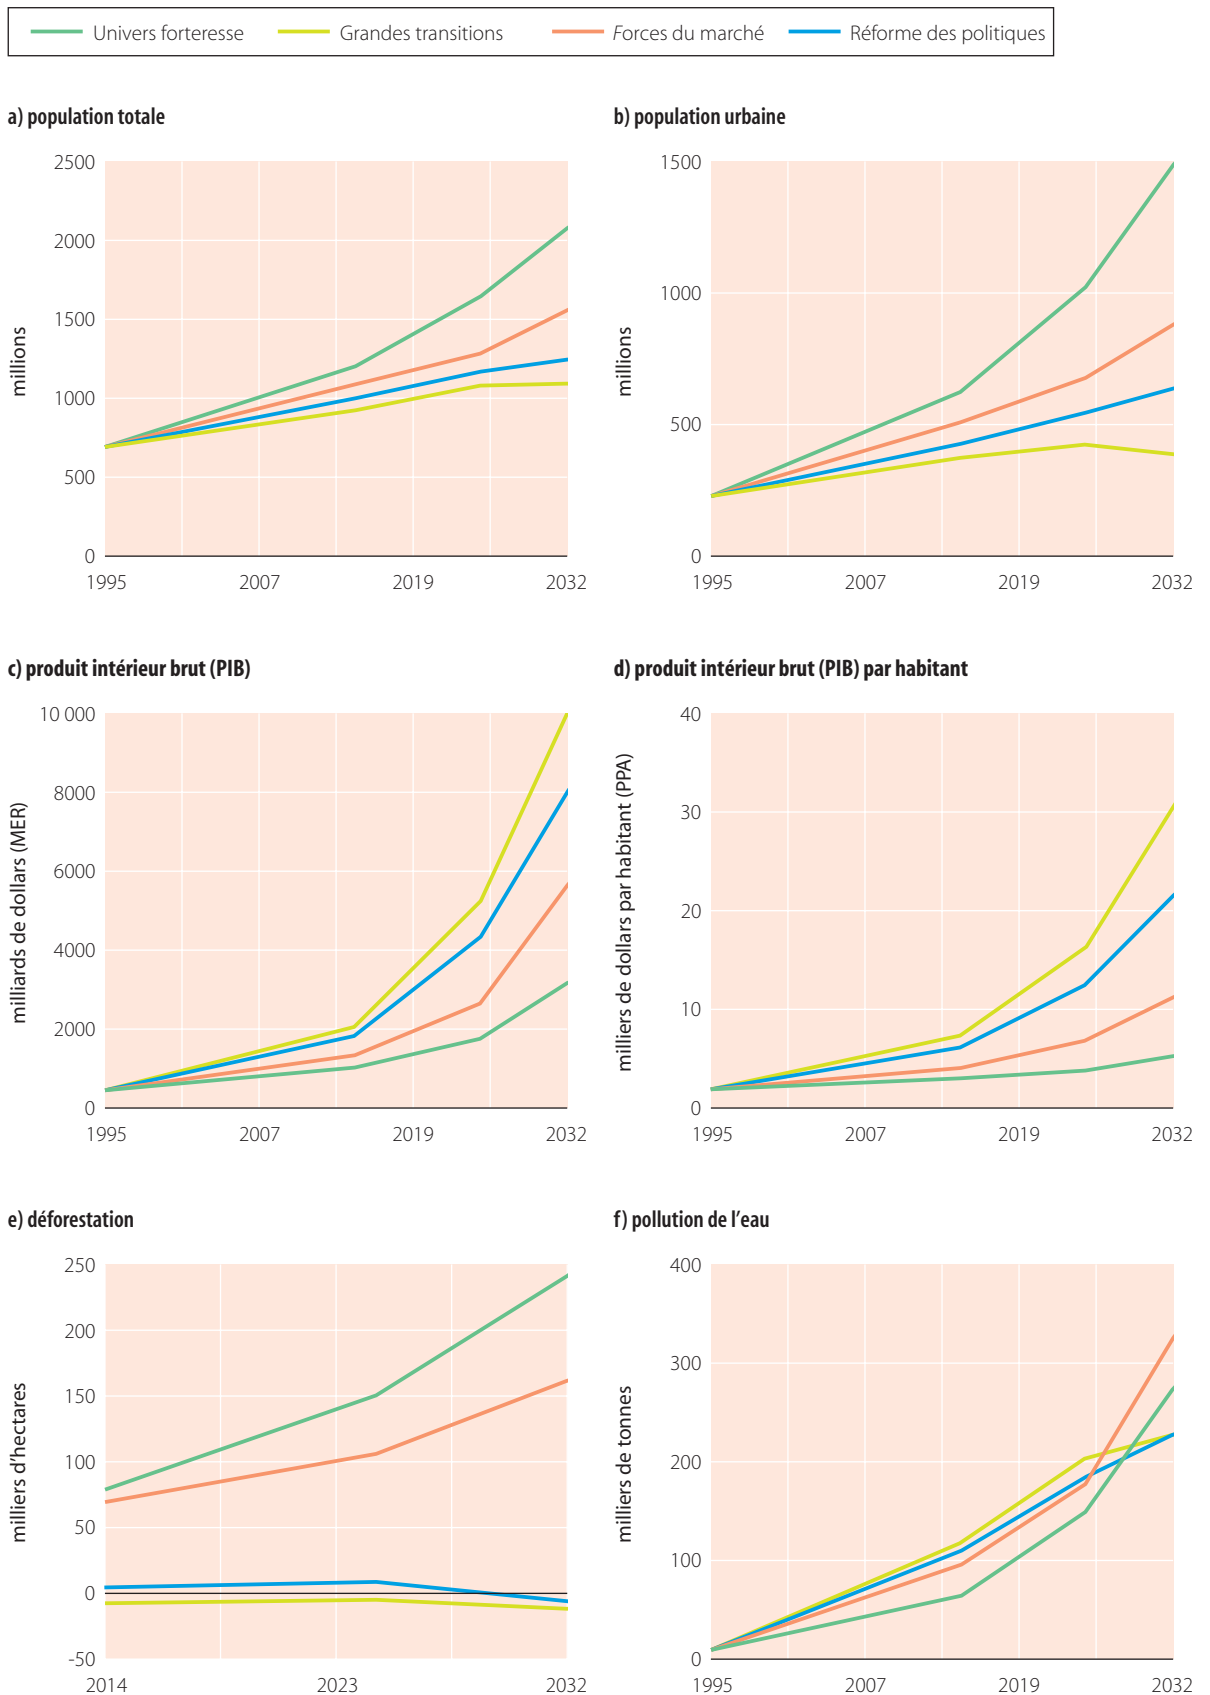 Univers forteresse Grandes transitions Forces du marché Réforme des politiques
a) population totale
2500
2000
1500
1000
500
0
millions
1995 2007 2019 2032
b) population urbaine
1500
1000
500
0
millions
1995 2007 2019 2032
c) produit intérieur brut (PIB)
10 000
8000
6000
4000
2000
0
milliards de dollars (MER)
1995 2007 2019 2032
d) produit intérieur brut (PIB) par habitant
40
30
20
10
0
milliers de dollars par habitant (PPA)
1995 2007 2019 2032
e) déforestation
250
200
150
100
50
0
-50
milliers d'hectares
2014 2023 2032
f) pollution de l'eau
400
300
200
100
0
milliers de tonnes
1995 2007 2019 2032